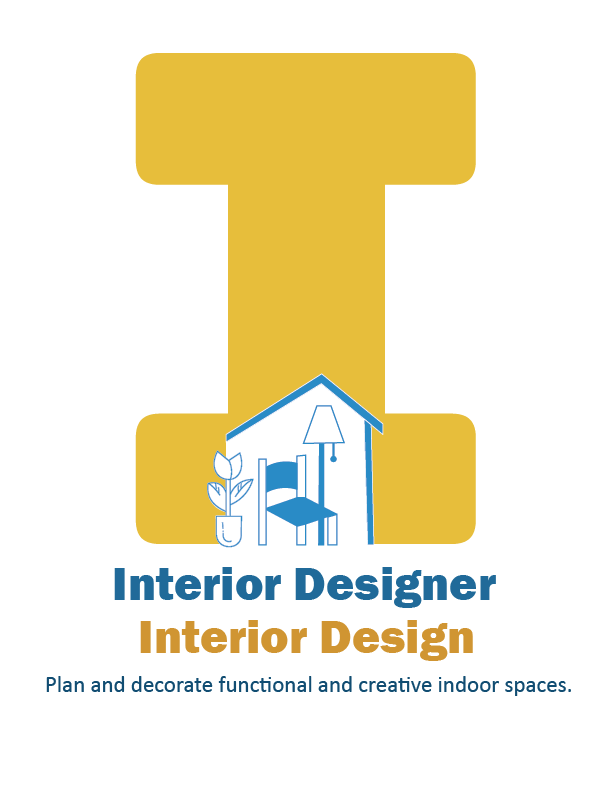 I
Interior Designer
Interior Design
Plan and decorate functional and creative indoor spaces.